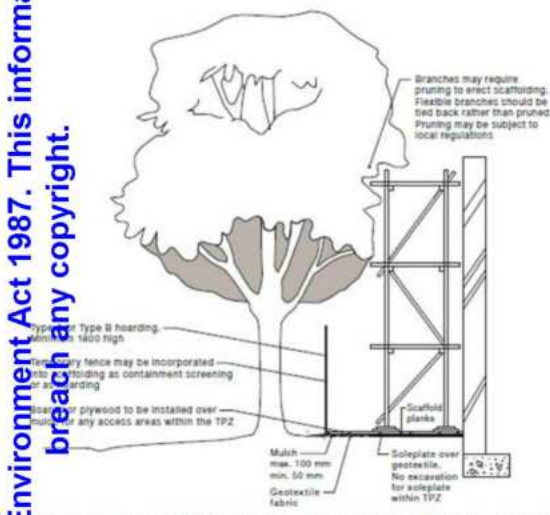 Environment Act 1987. This informa
breach any copyright.
Branches may require
pruning to erect scaffolding.
Flexible branches should be
tied back rather than pruned
Pruning may be subject to
local regulations
Type or Type B hoarding.
Minimum 1800 high
Temporary fence may be incorporated
into scaffolding as containment screening
or as hoarding
Board or plywood to be installed over
mulch for any access areas within the TPZ
Scaffold
planks
Mulch
max. 100 mm
min. 50 mm
Geotextile
fabric
Soleplate over
geotextile.
No excavation
for soleplate
within TPZ